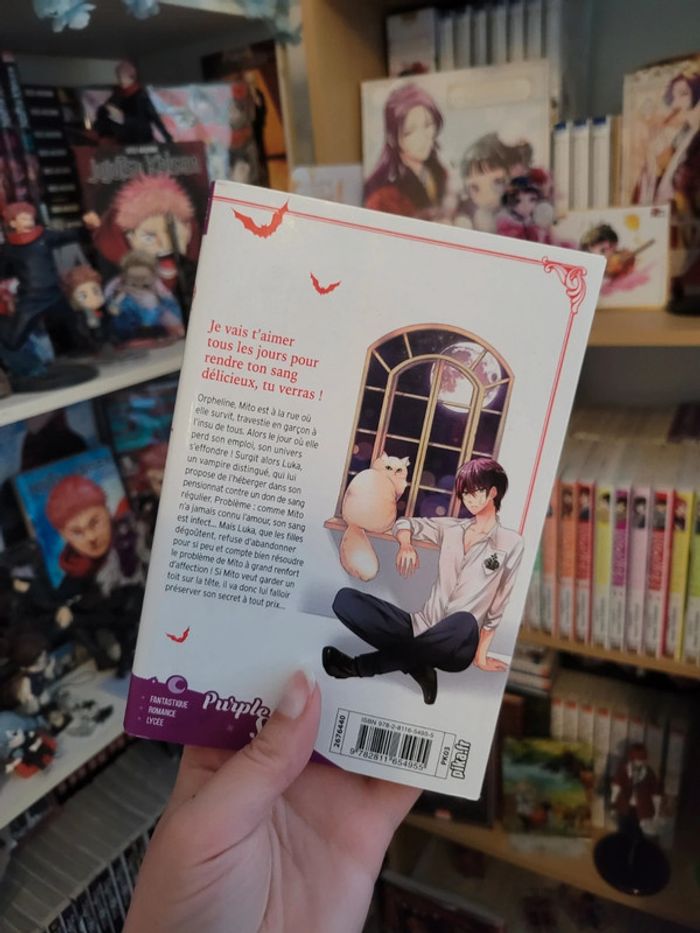 JUJUTSU KAISEN
Je vais t'aimer
tous les jours pour
rendre ton sang
délicieux, tu verras !
Orpheline, Mito est à la rue où
elle survit, travestie en garçon à
l'insu de tous. Alors le jour où elle
perd son emploi, son univers
s'effondre ! Surgit alors Luka,
un vampire distingué, qui lui
propose de l'héberger dans son
pensionnat contre un don de sang
régulier. Problème : comme Mito
n'a jamais connu l'amour, son sang
est infect... Mais Luka, que les filles
dégoûtent, refuse d'abandonner
pour si peu et compte bien résoudre
le problème de Mito à grand renfort
d'affection ! Si Mito veut garder un
toit sur la tête, il va donc lui falloir
préserver son secret à tout prix...
• FANTASTIQUE
• ROMANCE
• LYCÉE
Purple
2676440
ISBN 978-2-8116-5495-5
9 782811 654955
PK03
pika.fr